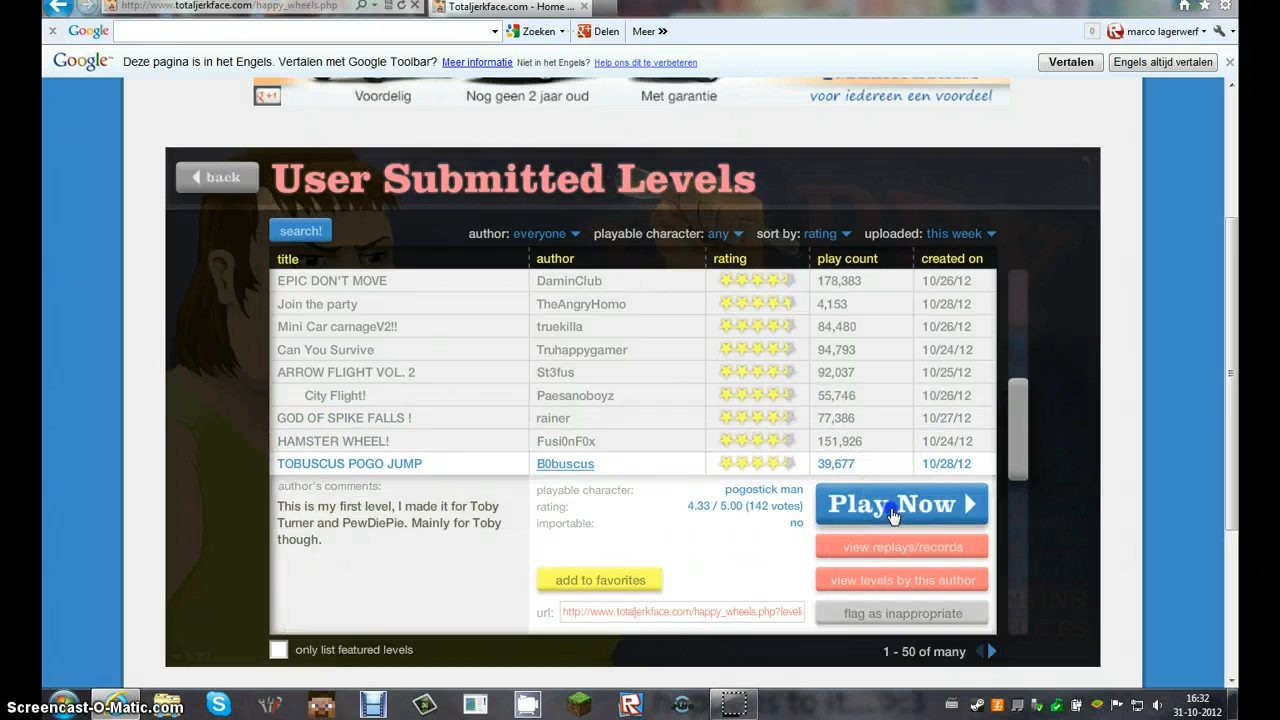 http://www.totaljerkface.com/happy_wheels.php
Totaljerkface.com - Home ...
Google Zoeken Delen Meer » 0 marco lagerwerf
Google Deze pagina is in het Engels. Vertalen met Google Toolbar? Meer informatie Niet in het Engels? Help ons dit te verbeteren Vertalen Engels altijd vertalen
g+1 Voordelig Nog geen 2 jaar oud Met garantie voor iedereen een voordeel
back User Submitted Levels
search! author: everyone playable character: any sort by: rating uploaded: this week
title author rating play count created on
EPIC DON'T MOVE DaminClub 178,383 10/26/12
Join the party TheAngryHomo 4,153 10/28/12
Mini Car carnageV2!! truekilla 84,480 10/26/12
Can You Survive Truhappygamer 94,793 10/24/12
ARROW FLIGHT VOL. 2 St3fus 92,037 10/25/12
City Flight! Paesanoboyz 55,746 10/26/12
GOD OF SPIKE FALLS ! rainer 77,386 10/27/12
HAMSTER WHEEL! Fusi0nF0x 151,926 10/24/12
TOBUSCUS POGO JUMP B0buscus 39,677 10/28/12
author's comments:
This is my first level, I made it for Toby
Turner and PewDiePie. Mainly for Toby
though.
playable character: pogostick man
rating: 4.33 / 5.00 (142 votes)
importable: no
Play Now
view replays/records
add to favorites view levels by this author
url: http://www.totaljerkface.com/happy_wheels.php?leveli
flag as inappropriate
only list featured levels 1 - 50 of many
Screencast-O-Matic.com
16:32
31-10-2012